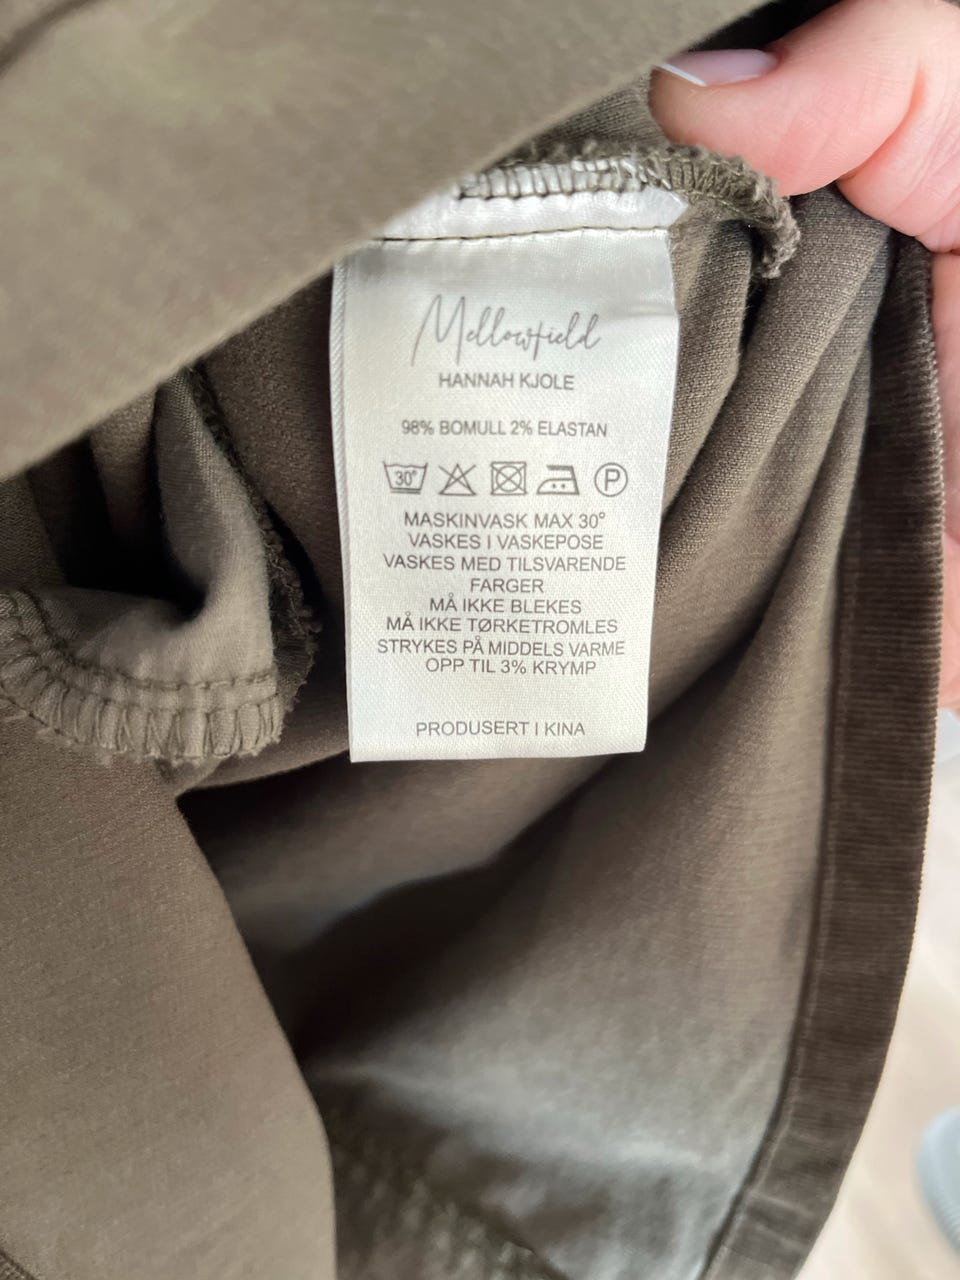 Mellowfield
HANNAH KJOLE
98% BOMULL 2% ELASTAN
30° P
MASKINVASK MAX 30°
VASKES I VASKEPOSE
VASKES MED TILSVARENDE
FARGER
MÅ IKKE BLEKES
MÅ IKKE TØRKETROMLES
STRYKES PÅ MIDDELS VARME
OPP TIL 3% KRYMP
PRODUSERT I KINA